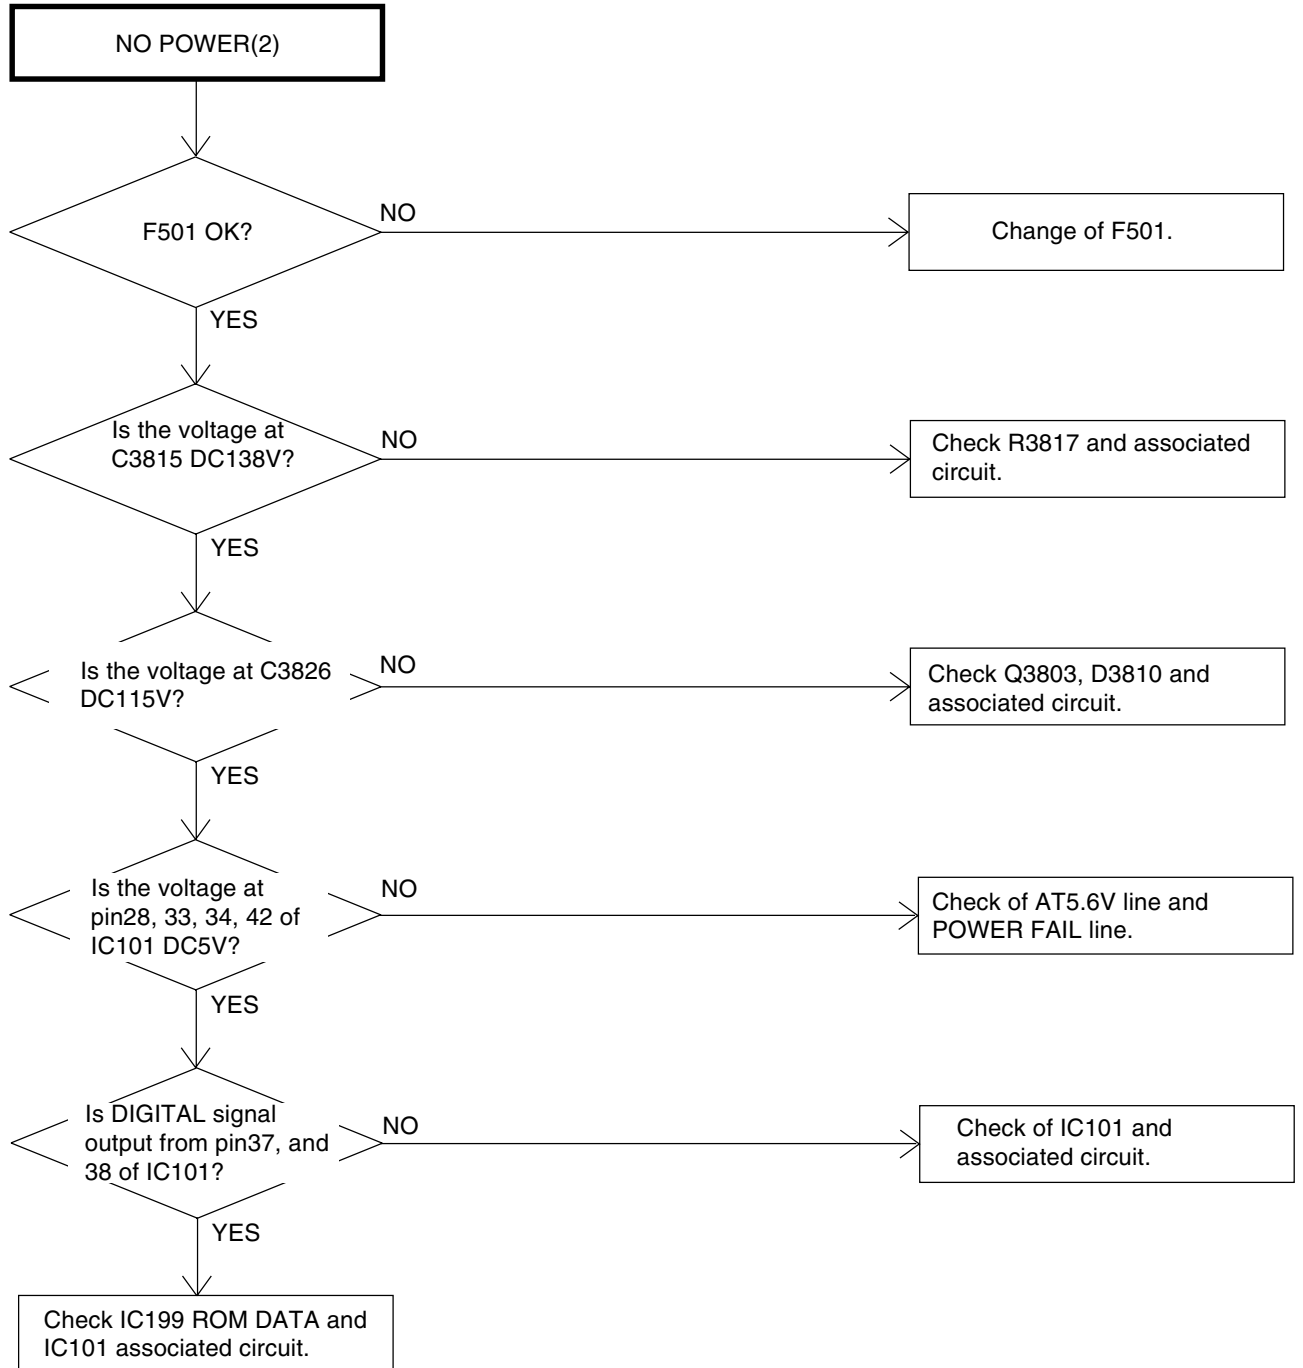 NO POWER(2)
F501 OK?
NO
Change of F501.
YES
Is the voltage at
C3815 DC138V?
NO
Check R3817 and associated
circuit.
YES
Is the voltage at C3826
DC115V?
NO
Check Q3803, D3810 and
associated circuit.
YES
Is the voltage at
pin28, 33, 34, 42 of
IC101 DC5V?
NO
Check of AT5.6V line and
POWER FAIL line.
YES
Is DIGITAL signal
output from pin37, and
38 of IC101?
NO
Check of IC101 and
associated circuit.
YES
Check IC199 ROM DATA and
IC101 associated circuit.